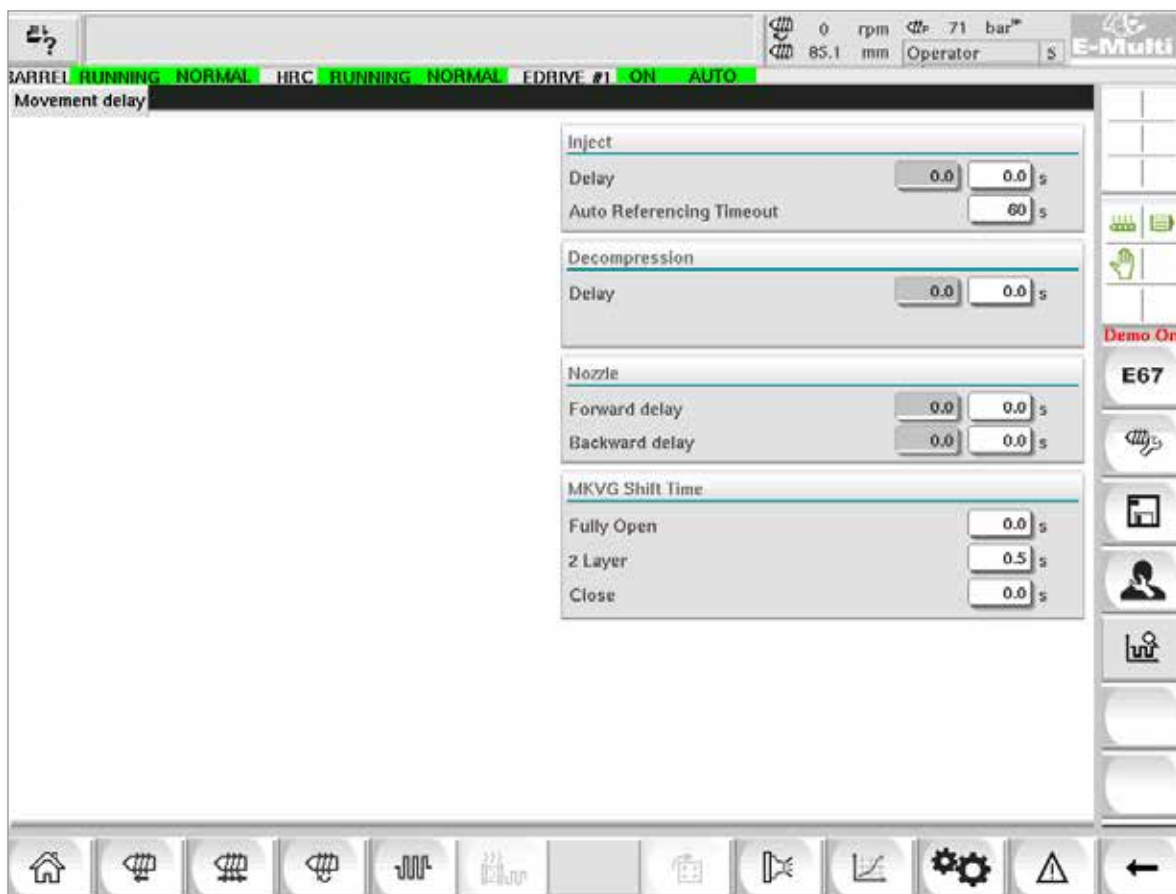 0 rpm 71 bar
85.1 mm Operator S
E-Multi
BARREL RUNNING NORMAL HRC RUNNING NORMAL EDRIVE #1 ON AUTO
Movement delay
Inject
Delay 0.0 0.0 s
Auto Referencing Timeout 60 s
Decompression
Delay 0.0 0.0 s
Nozzle
Forward delay 0.0 0.0 s
Backward delay 0.0 0.0 s
MKVG Shift Time
Fully Open 0.0 s
2 Layer 0.5 s
Close 0.0 s
Demo On
E67